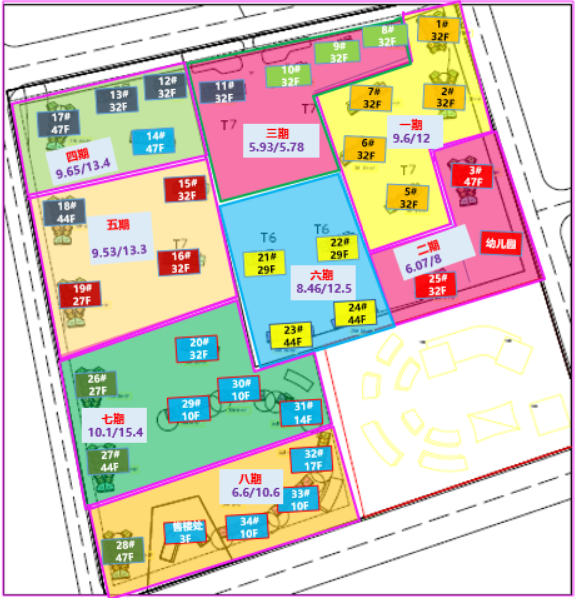 1#
32F
8#
32F
9#
32F
10#
32F
11#
32F
12#
32F
13#
32F
17#
47F
14#
47F
7#
32F
2#
32F
T7
T7
三期
5.93/5.78
一期
9.6/12
6#
32F
T7
5#
32F
3#
47F
四期
9.65/13.4
15#
32F
18#
44F
五期
9.53/13.3
T7
16#
32F
19#
27F
T6
T6
21#
29F
22#
29F
六期
8.46/12.5
二期
6.07/8
幼儿园
25#
32F
24#
44F
23#
44F
20#
32F
26#
27F
30#
10F
29#
10F
31#
14F
七期
10.1/15.4
27#
44F
32#
17F
八期
6.6/10.6
33#
10F
34#
10F
售楼处
3F
28#
47F